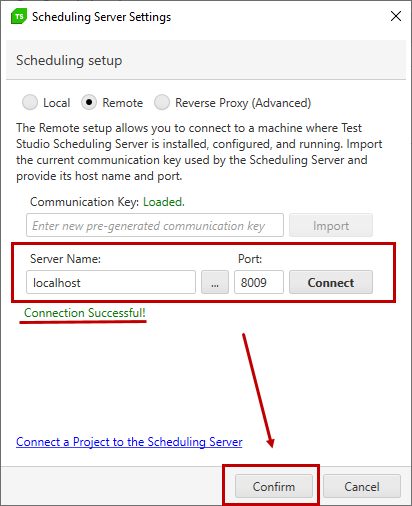 TS Scheduling Server Settings
Scheduling setup
Local Remote Reverse Proxy (Advanced)
The Remote setup allows you to connect to a machine where Test
Studio Scheduling Server is installed, configured, and running. Import
the current communication key used by the Scheduling Server and
provide its host name and port.
Communication Key: Loaded.
Enter new pre-generated communication key Import
Server Name: Port:
localhost ... 8009 Connect
Connection Successful!
Connect a Project to the Scheduling Server
Confirm Cancel